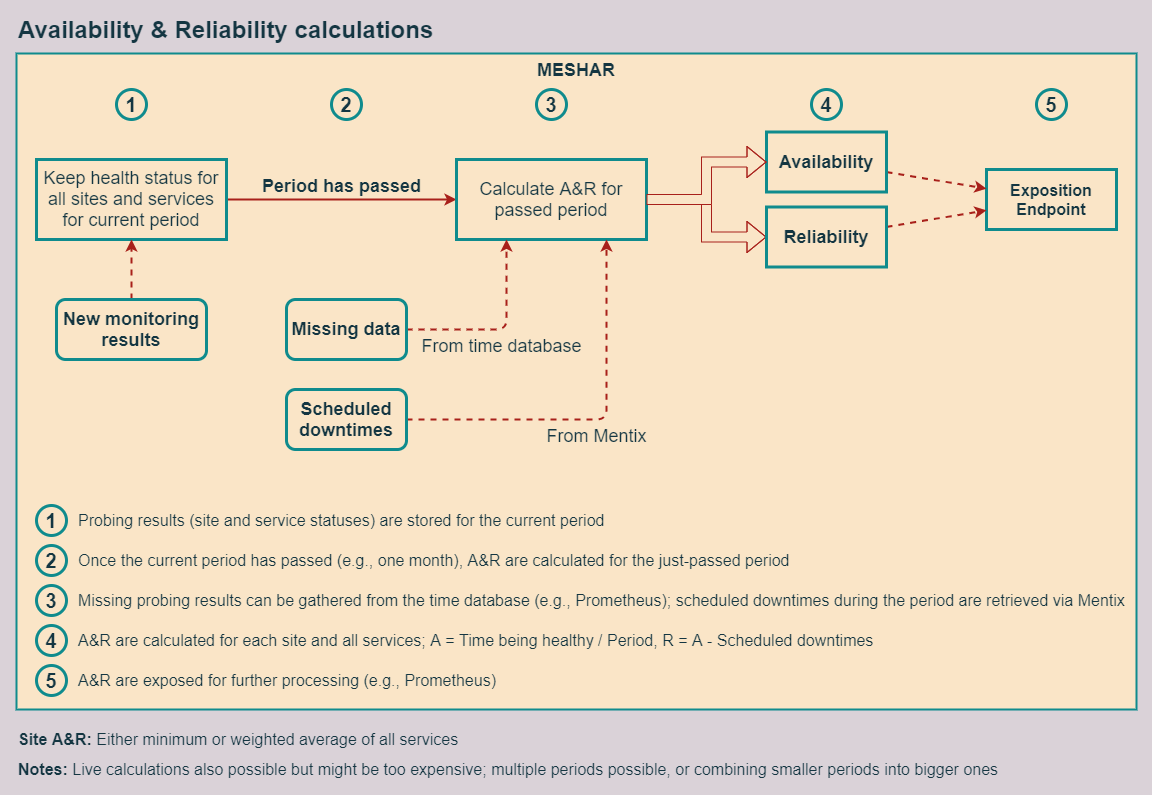 Availability & Reliability calculations
MESHAR
1
2
3
4
5
Keep health status for
all sites and services
for current period
Period has passed
Calculate A&R for
passed period
Availability
Reliability
Exposition
Endpoint
New monitoring
results
Missing data
From time database
Scheduled
downtimes
From Mentix
1 Probing results (site and service statuses) are stored for the current period
2 Once the current period has passed (e.g., one month), A&R are calculated for the just-passed period
3 Missing probing results can be gathered from the time database (e.g., Prometheus); scheduled downtimes during the period are retrieved via Mentix
4 A&R are calculated for each site and all services; A = Time being healthy / Period, R = A - Scheduled downtimes
5 A&R are exposed for further processing (e.g., Prometheus)
Site A&R: Either minimum or weighted average of all services
Notes: Live calculations also possible but might be too expensive; multiple periods possible, or combining smaller periods into bigger ones